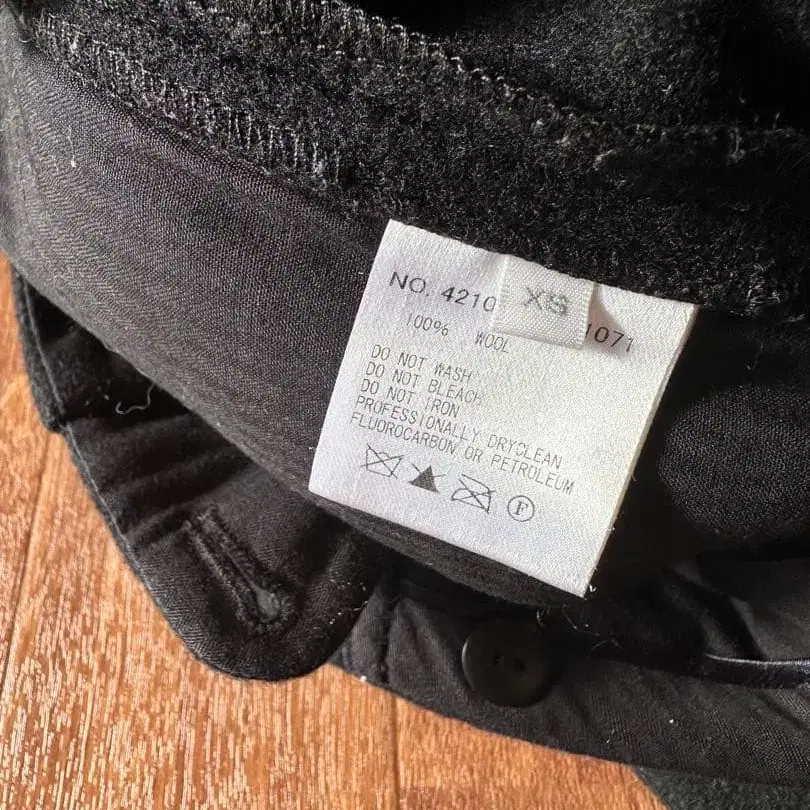 XS
NO. 4210 1071
100% WOOL
DO NOT WASH
DO NOT BLEACH
DO NOT IRON
PROFESSIONALLY DRYCLEAN
FLUOROCARBON OR PETROLEUM
F